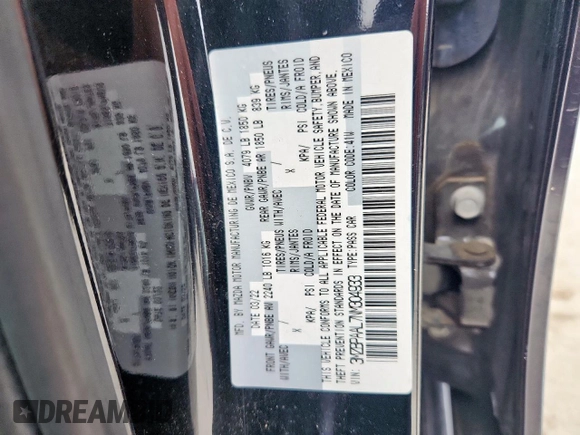 MFD. BY MAZDA MOTOR MANUFACTURING DE MEXICO S.A. DE C.V.
DATE 03/22 GVWR/PNBV 4079 LB 1850 KG
FRONT GAWR/PNBE AV 2240 LB 1016 KG REAR GAWR/PNBE AR 1850 LB 839 KG
WITH/AVEC TIRES/PNEUS WITH/AVEC TIRES/PNEUS
/ X RIMS/JANTES / X RIMS/JANTES
KPA/ PSI COLD/A FROID KPA/ PSI COLD/A FROID
THIS VEHICLE CONFORMS TO ALL APPLICABLE FEDERAL MOTOR VEHICLE SAFETY, BUMPER, AND
THEFT PREVENTION STANDARDS IN EFFECT ON THE DATE OF MANUFACTURE SHOWN ABOVE.
VIN: TYPE:PASS CAR COLOR CODE:41W MADE IN MEXICO
DREAM